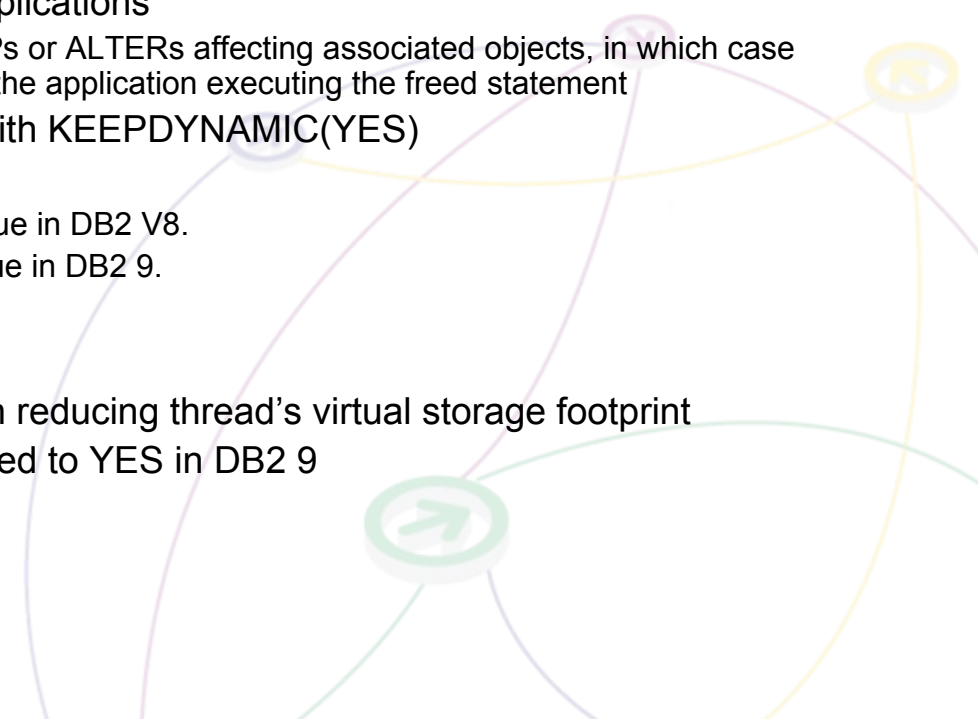 plications
Ps or ALTERs affecting associated objects, in which case
the application executing the freed statement
ith KEEPDYNAMIC(YES)
ue in DB2 V8.
ue in DB2 9.
n reducing thread's virtual storage footprint
ed to YES in DB2 9